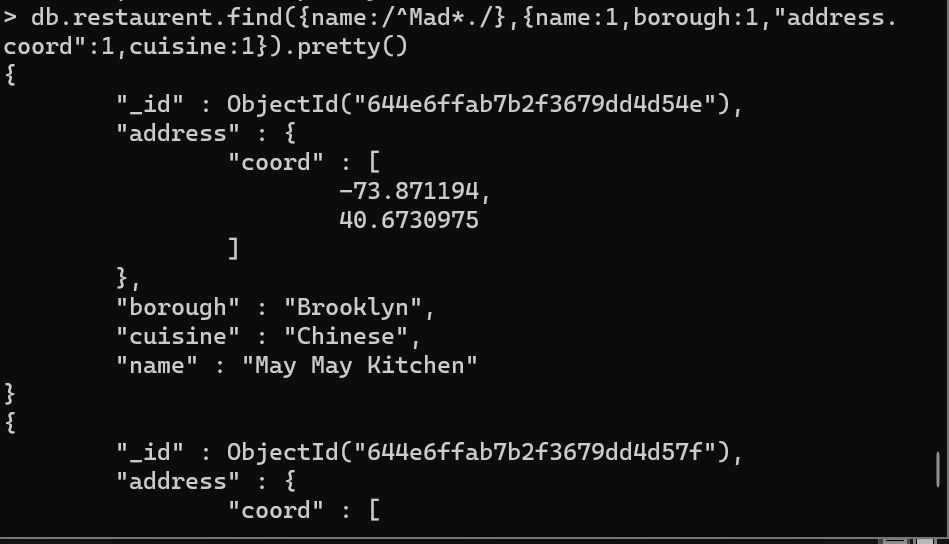 > db.restaurent.find({name:/^Mad*./},{name:1,borough:1,"address.
coord":1,cuisine:1}).pretty()
{
        "_id" : ObjectId("644e6ffab7b2f3679dd4d54e"),
        "address" : {
                "coord" : [
                        -73.871194,
                        40.6730975
                ]
        },
        "borough" : "Brooklyn",
        "cuisine" : "Chinese",
        "name" : "May May Kitchen"
}
{
        "_id" : ObjectId("644e6ffab7b2f3679dd4d57f"),
        "address" : {
                "coord" : [